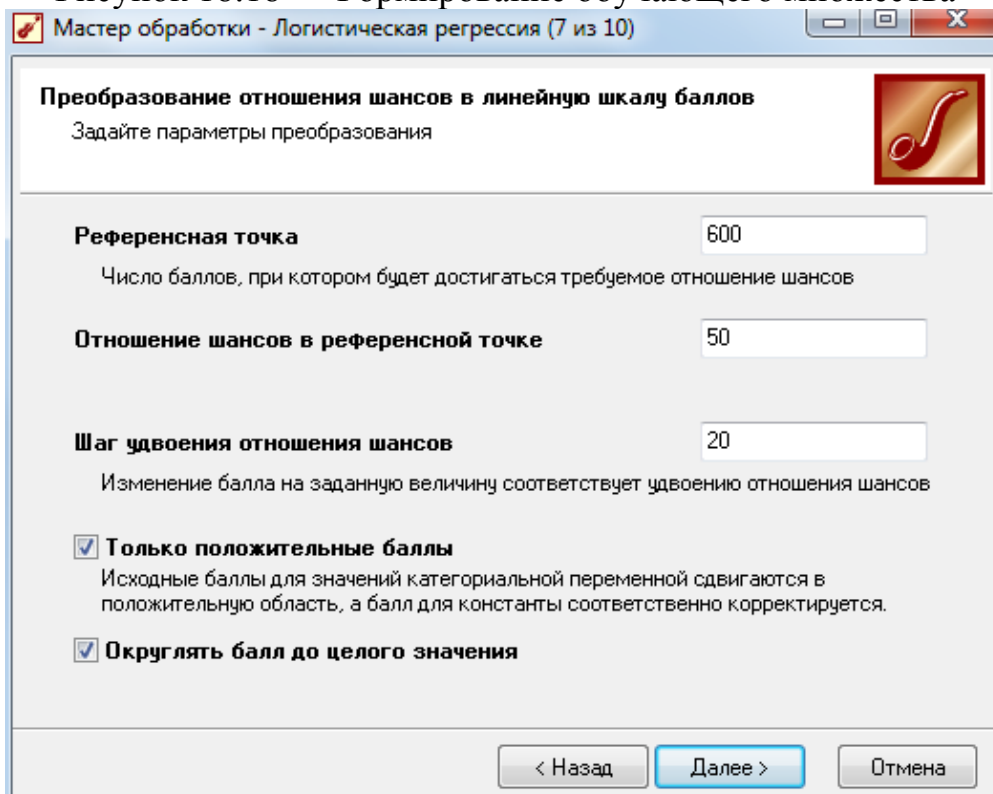 Мастер обработки - Логистическая регрессия (7 из 10)
Преобразование отношения шансов в линейную шкалу баллов
Задайте параметры преобразования
Референсная точка
600
Число баллов, при котором будет достигаться требуемое отношение шансов
Отношение шансов в референсной точке
50
Шаг удвоения отношения шансов
20
Изменение балла на заданную величину соответствует удвоению отношения шансов
Только положительные баллы
Исходные баллы для значений категориальной переменной сдвигаются в
положительную область, а балл для константы соответственно корректируется.
Округлять балл до целого значения
< Назад
Далее >
Отмена